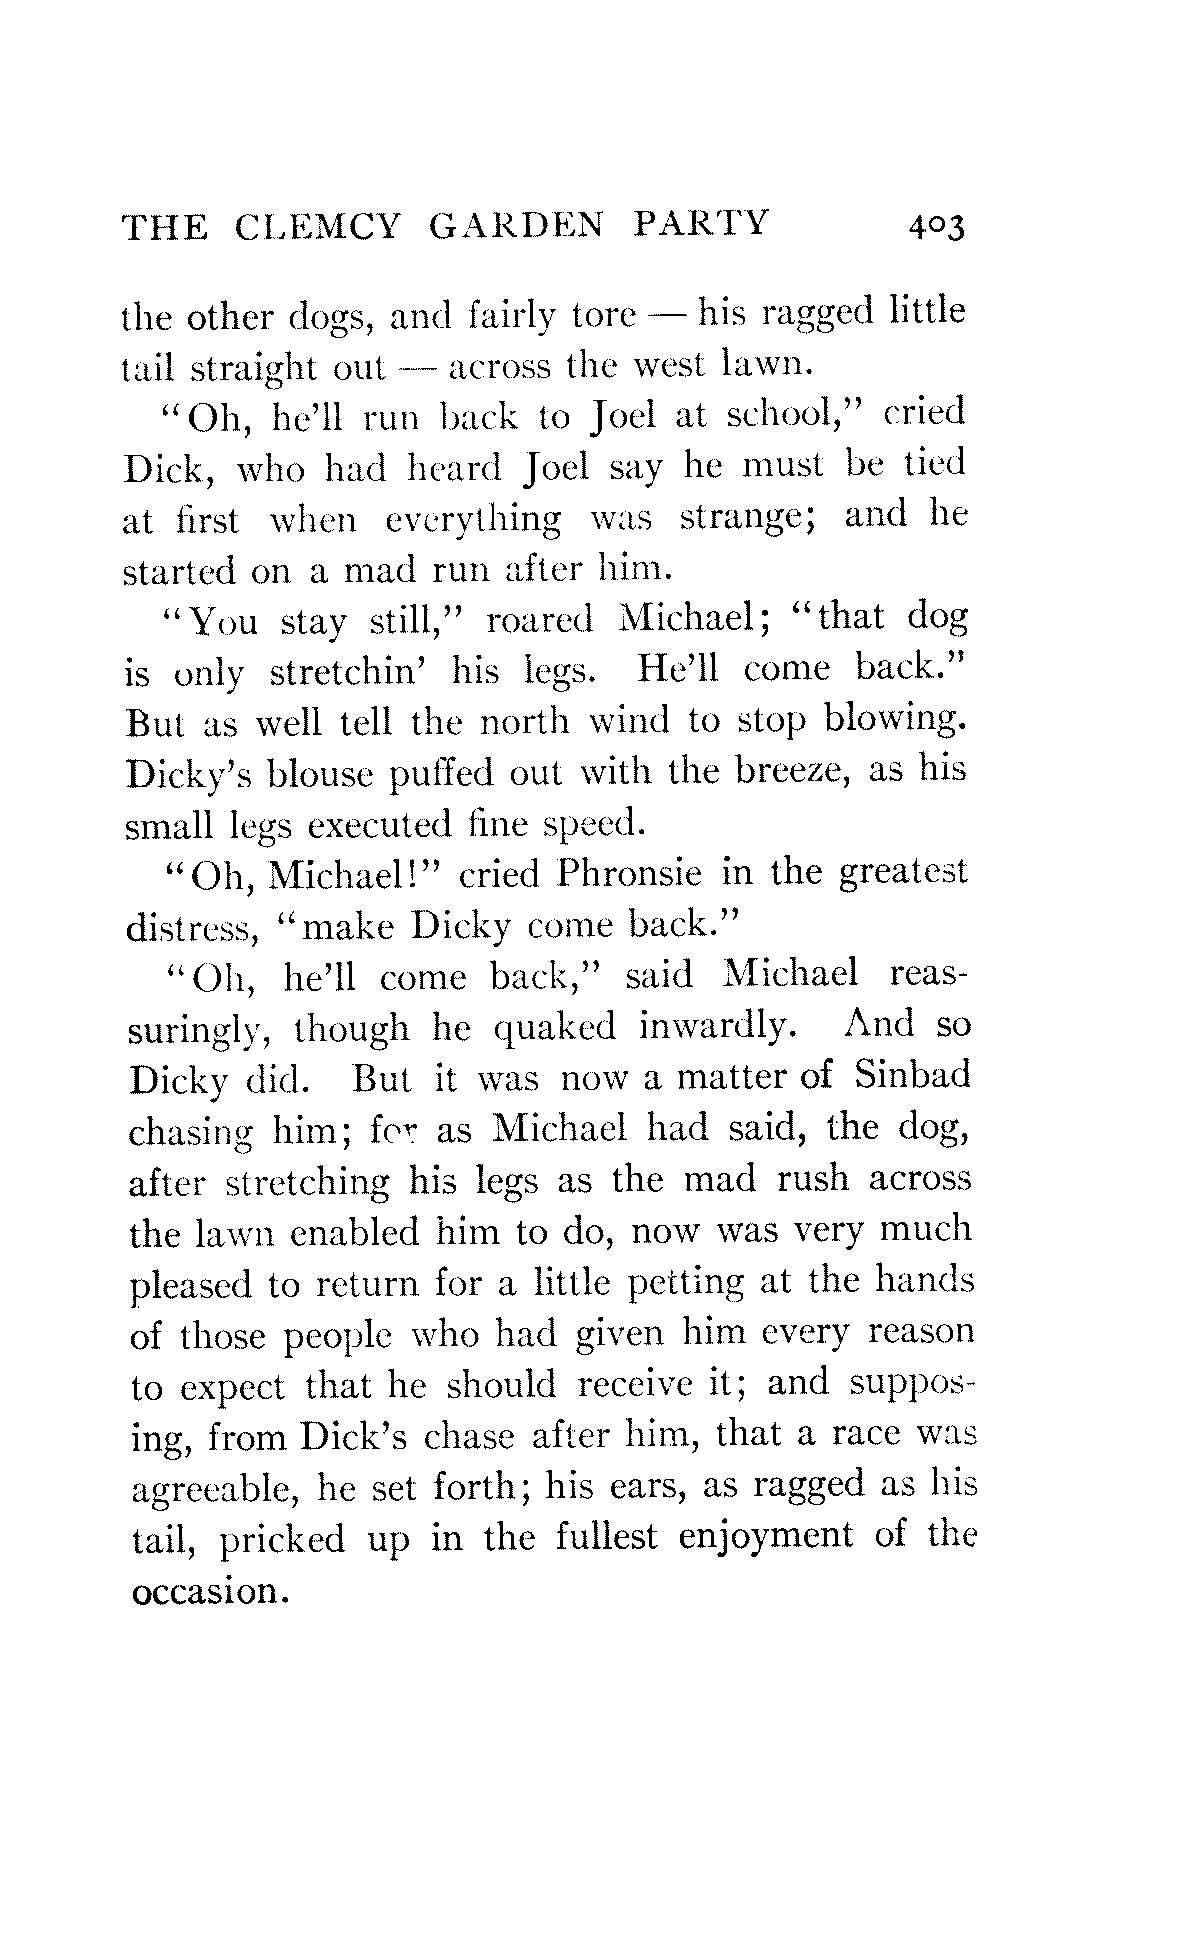 THE CLEMCY GARDEN PARTY 403
the other dogs, and fairly tore — his ragged little
tail straight out — across the west lawn.
"Oh, he'll run back to Joel at school," cried
Dick, who had heard Joel say he must be tied
at first when everything was strange; and he
started on a mad run after him.
"You stay still," roared Michael; "that dog
is only stretchin' his legs. He'll come back."
But as well tell the north wind to stop blowing.
Dicky's blouse puffed out with the breeze, as his
small legs executed fine speed.
"Oh, Michael!" cried Phronsie in the greatest
distress, "make Dicky come back."
"Oh, he'll come back," said Michael reas-
suringly, though he quaked inwardly. And so
Dicky did. But it was now a matter of Sinbad
chasing him; for as Michael had said, the dog,
after stretching his legs as the mad rush across
the lawn enabled him to do, now was very much
pleased to return for a little petting at the hands
of those people who had given him every reason
to expect that he should receive it; and suppos-
ing, from Dick's chase after him, that a race was
agreeable, he set forth; his ears, as ragged as his
tail, pricked up in the fullest enjoyment of the
occasion.